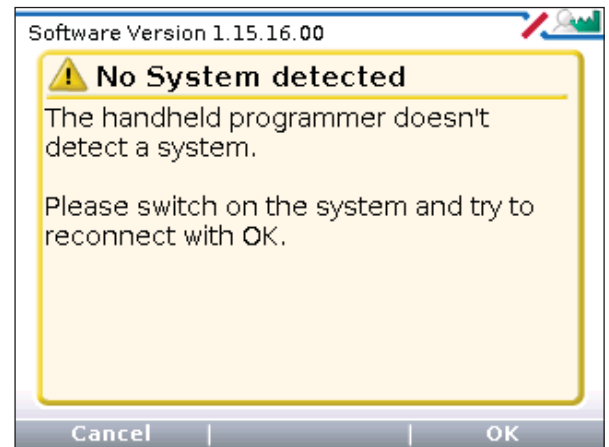 Software Version 1.15.16.00
No System detected
The handheld programmer doesn't
detect a system.
Please switch on the system and try to
reconnect with OK.
Cancel | | OK